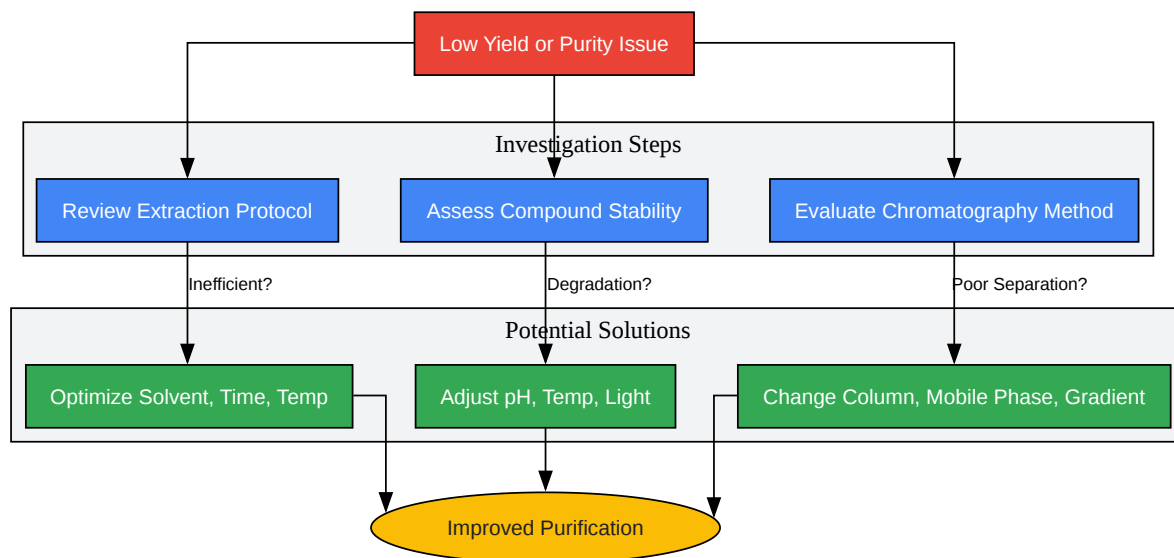 Low Yield or Purity Issue
Investigation Steps
Review Extraction Protocol
Assess Compound Stability
Evaluate Chromatography Method
Inefficient?
Degradation?
Poor Separation?
Potential Solutions
Optimize Solvent, Time, Temp
Adjust pH, Temp, Light
Change Column, Mobile Phase, Gradient
Improved Purification